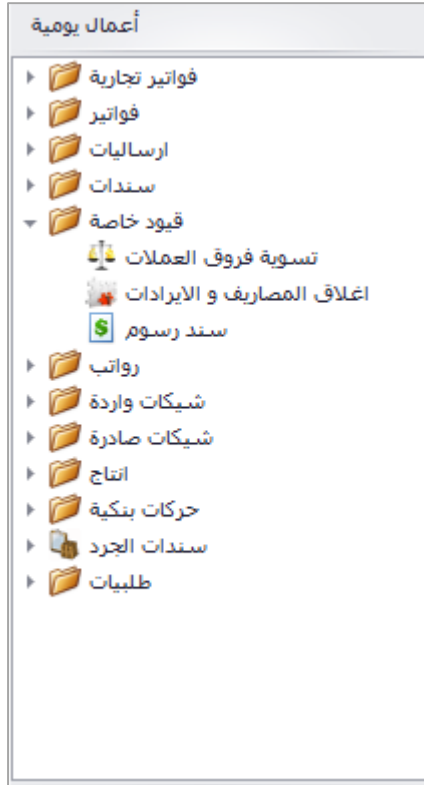 أعمال يومية
فواتير تجارية
فواتير
ارساليات
سندات
قيود خاصة
تسوية فروق العملات
اغلاق المصاريف و الايرادات
سند رسوم
رواتب
شيكات واردة
شيكات صادرة
انتاج
حركات بنكية
سندات الجرد
طلبيات